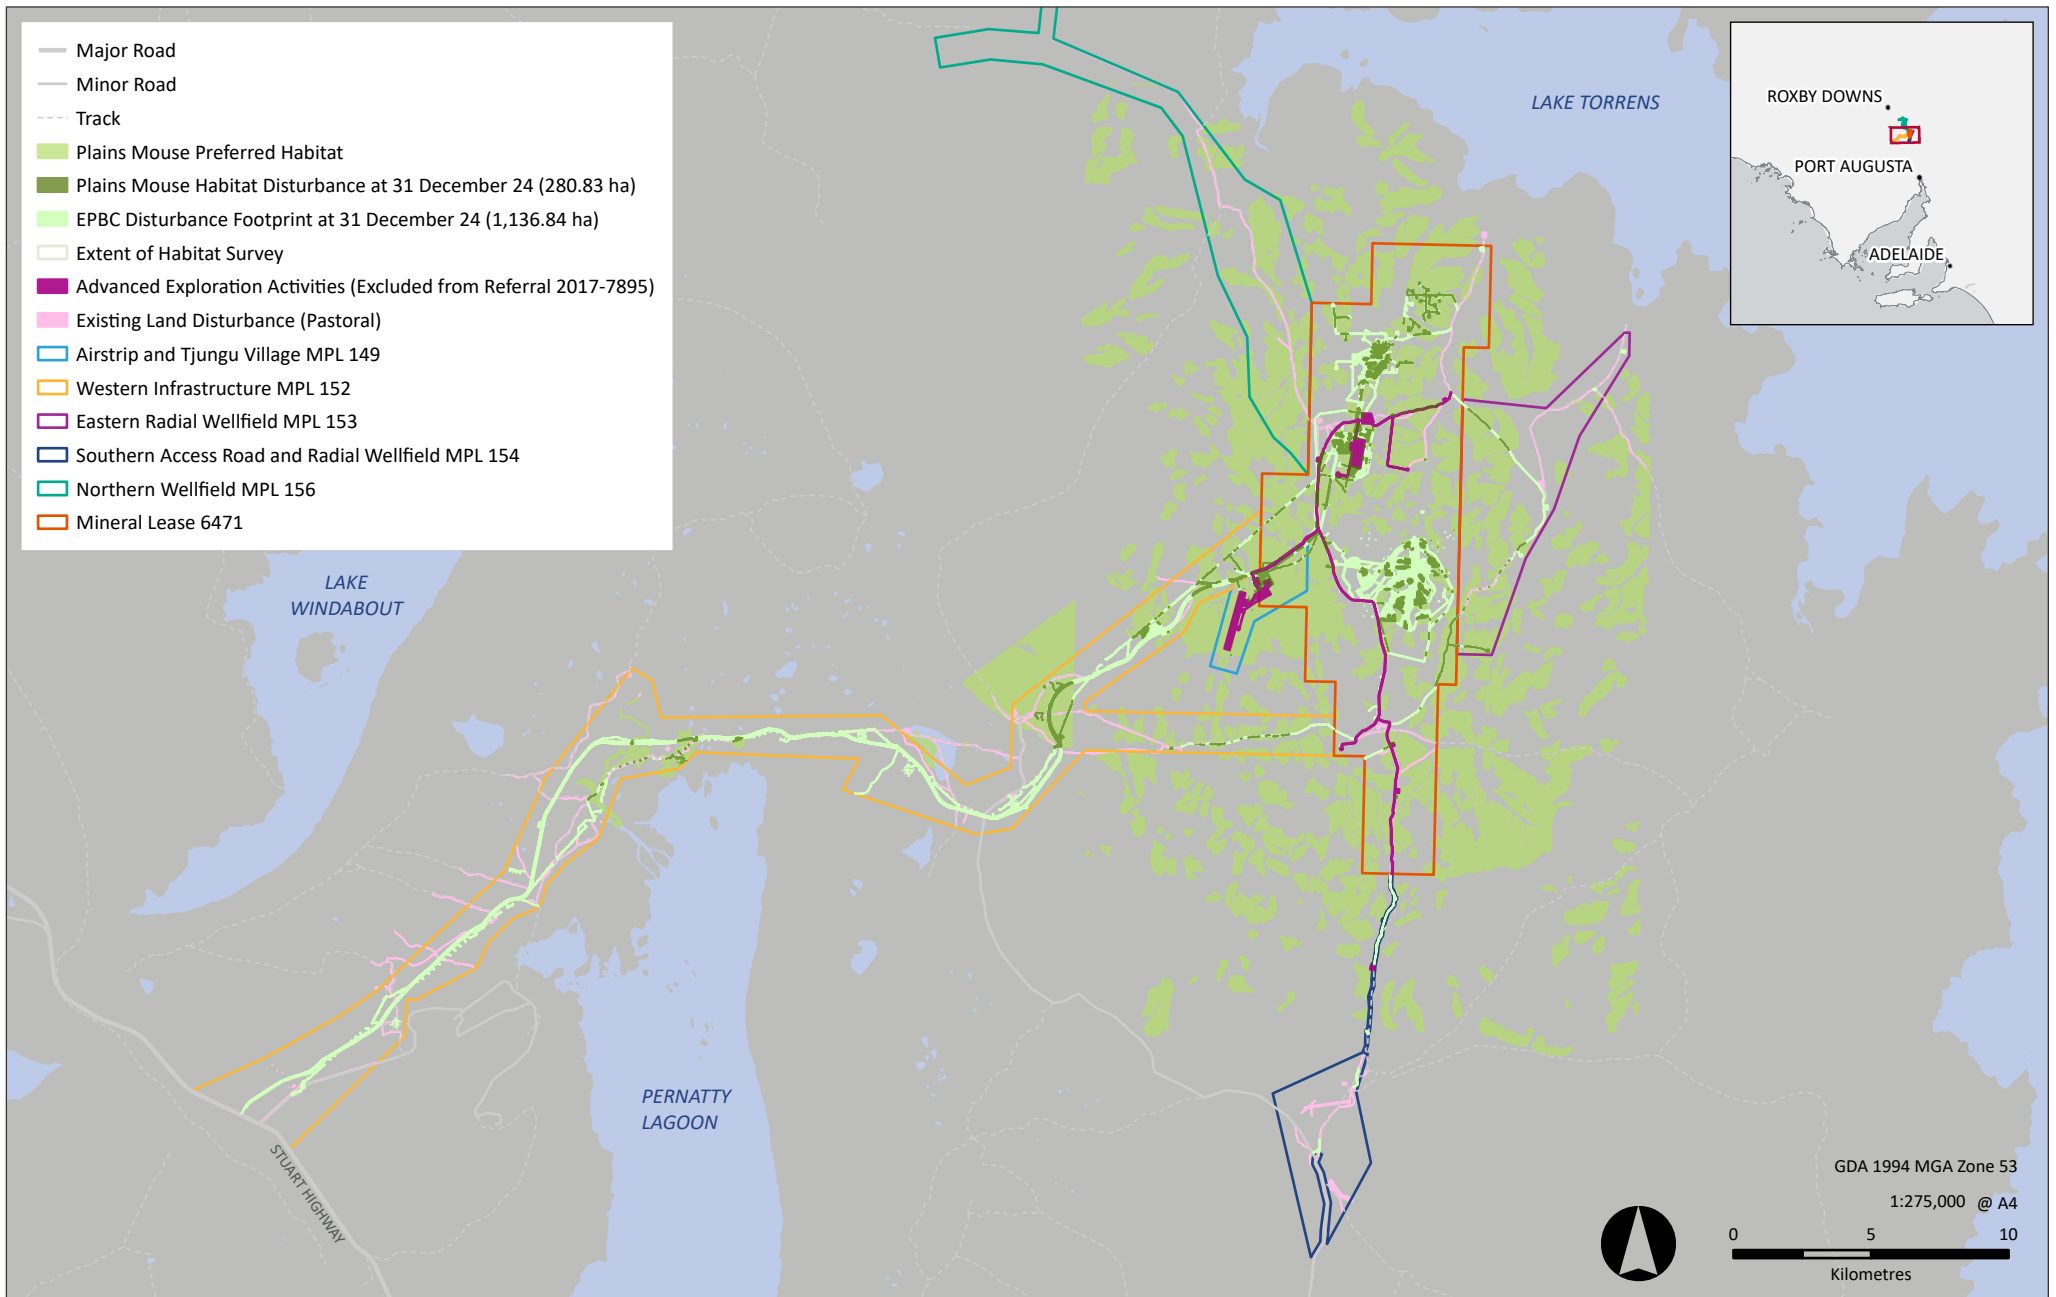 Major Road
Minor Road
Track
Plains Mouse Preferred Habitat
Plains Mouse Habitat Disturbance at 31 December 24 (280.83 ha)
EPBC Disturbance Footprint at 31 December 24 (1,136.84 ha)
Extent of Habitat Survey
Advanced Exploration Activities (Excluded from Referral 2017-7895)
Existing Land Disturbance (Pastoral)
Airstrip and Tjungu Village MPL 149
Western Infrastructure MPL 152
Eastern Radial Wellfield MPL 153
Southern Access Road and Radial Wellfield MPL 154
Northern Wellfield MPL 156
Mineral Lease 6471
LAKE TORRENS
ROXBY DOWNS
PORT AUGUSTA
ADELAIDE
LAKE
WINDABOUT
PERNATTY
LAGOON
STUART HIGHWAY
GDA 1994 MGA Zone 53
1:275,000 @ A4
0 5 10
Kilometres